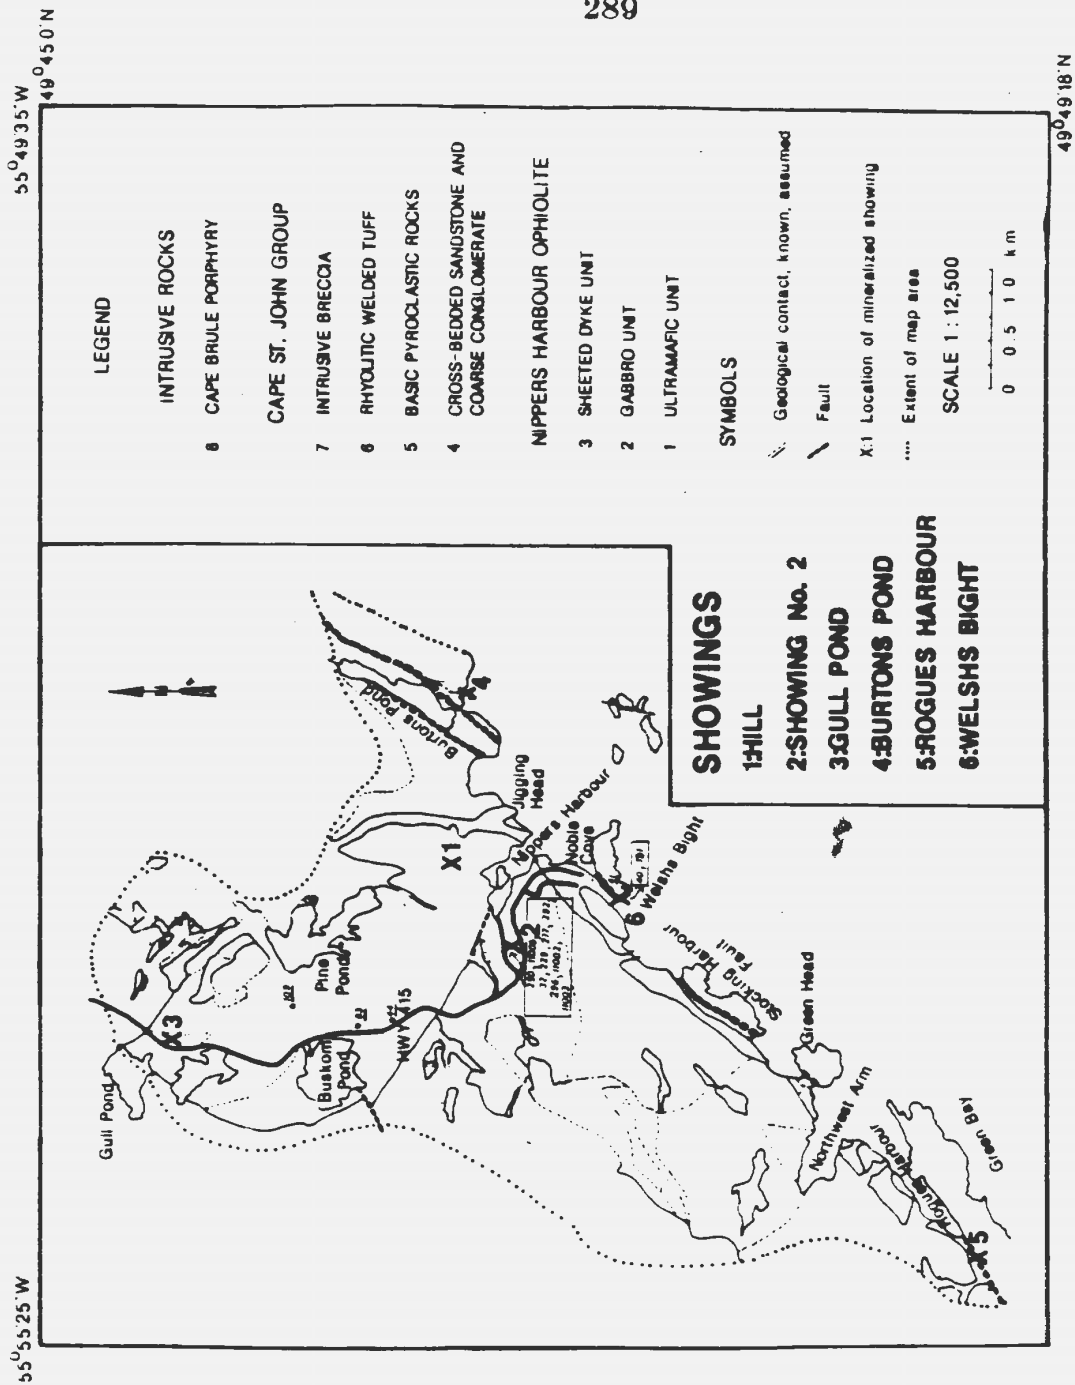 289
55°55'25"W
55°49'35"W
49°450'N
49°49'18'N
Gull Pond
X3
Buskom
Pond
Pine
Ponds
HWY 415
X1
Burtons Pond
X4
Jigging
Head
Nippers Harbour
Noble
Cove
X2
6
Welshs Bight
Stocking Harbour
Fault
Green Head
Northwest Arm
Rogues Harbour
Green Bay
X5
SHOWINGS
1:HILL
2:SHOWING No. 2
3:GULL POND
4:BURTONS POND
5:ROGUES HARBOUR
6:WELSHS BIGHT
LEGEND
INTRUSIVE ROCKS
8 CAPE BRULE PORPHYRY
CAPE ST. JOHN GROUP
7 INTRUSIVE BRECCIA
6 RHYOLITIC WELDED TUFF
5 BASIC PYROCLASTIC ROCKS
4 CROSS-BEDDED SANDSTONE AND
COARSE CONGLOMERATE
NIPPERS HARBOUR OPHIOLITE
3 SHEETED DYKE UNIT
2 GABBRO UNIT
1 ULTRAMAFIC UNIT
SYMBOLS
Geological contact, known, assumed
Fault
X:1 Location of mineralized showing
Extent of map area
SCALE 1 : 12,500
0 0.5 1 0 km